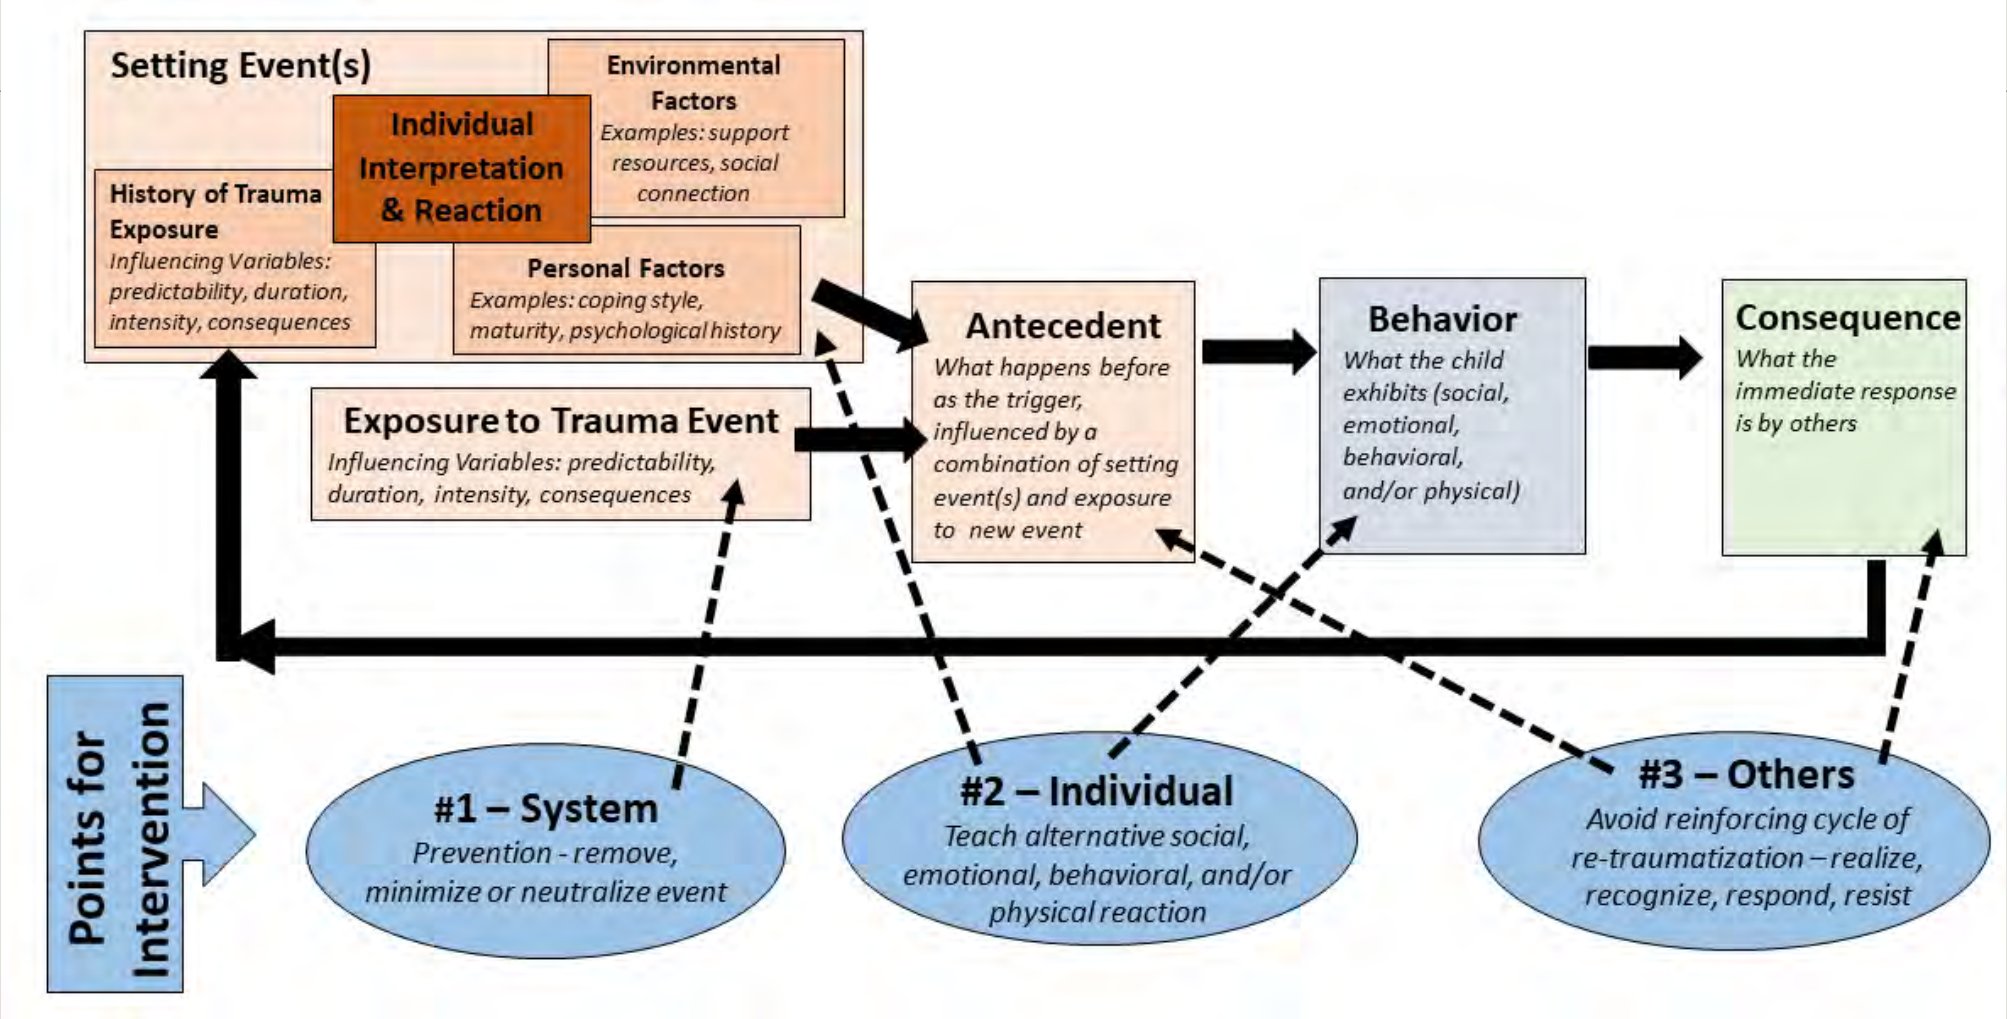 Setting Event(s)
Environmental
Factors
Examples: support
resources, social
connection
Individual
Interpretation
& Reaction
History of Trauma
Exposure
Influencing Variables:
predictability, duration,
intensity, consequences
Personal Factors
Examples: coping style,
maturity, psychological history
Exposure to Trauma Event
Influencing Variables: predictability,
duration, intensity, consequences
Antecedent
What happens before
as the trigger,
influenced by a
combination of setting
event(s) and exposure
to new event
Behavior
What the child
exhibits (social,
emotional,
behavioral,
and/or physical)
Consequence
What the
immediate response
is by others
Points for
Intervention
#1 – System
Prevention - remove,
minimize or neutralize event
#2 – Individual
Teach alternative social,
emotional, behavioral, and/or
physical reaction
#3 – Others
Avoid reinforcing cycle of
re-traumatization – realize,
recognize, respond, resist